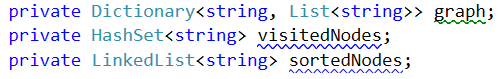 private Dictionary<string, List<string>> graph;
private HashSet<string> visitedNodes;
private LinkedList<string> sortedNodes;